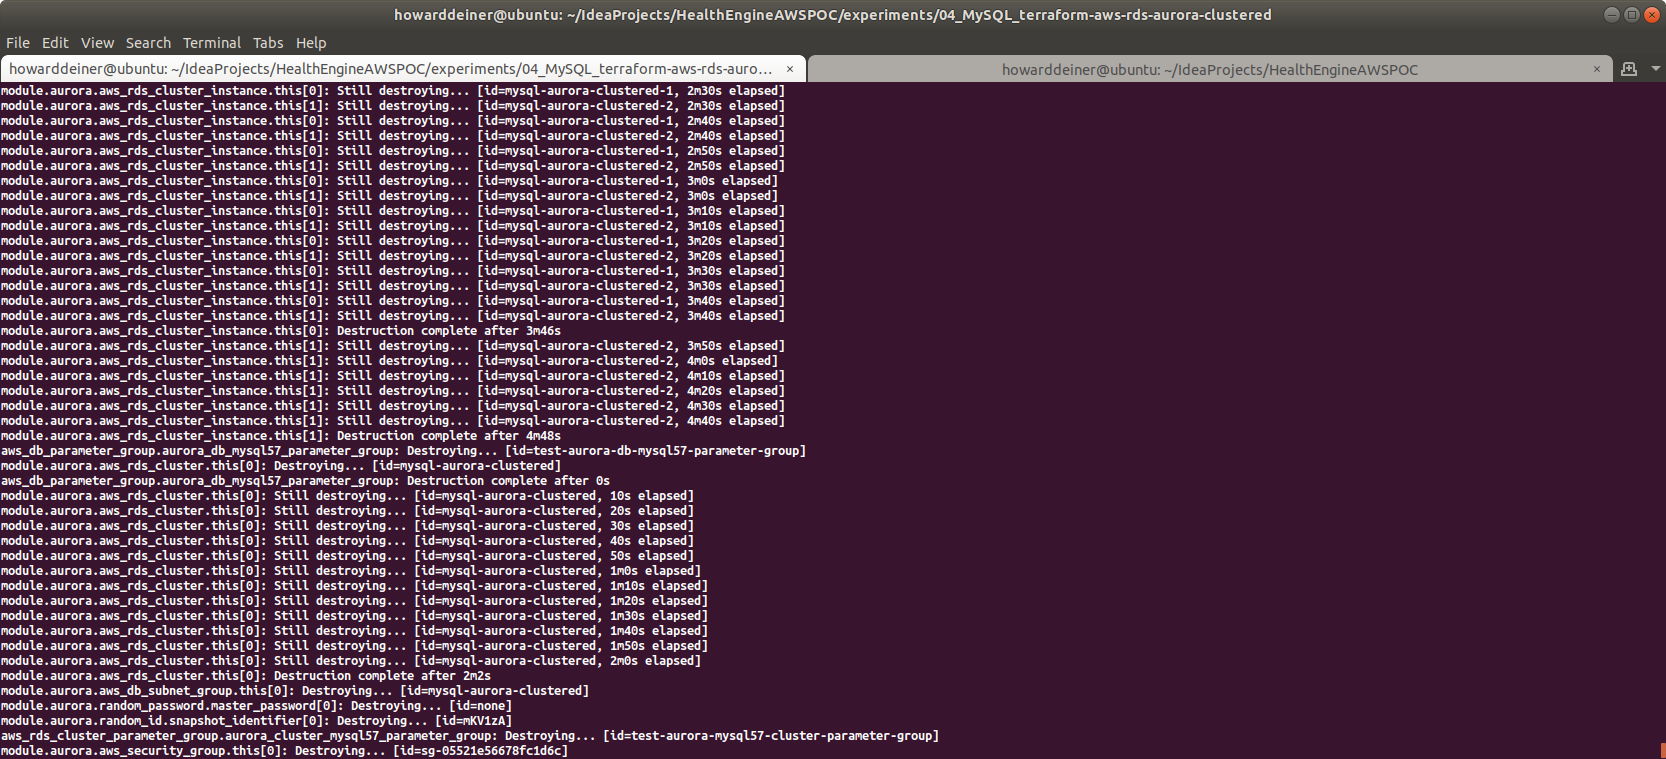 howarddeiner@ubuntu: ~/IdeaProjects/HealthEngineAWSPOC/experiments/04_MySQL_terraform-aws-rds-aurora-clustered
File Edit View Search Terminal Tabs Help
howarddeiner@ubuntu: ~/IdeaProjects/HealthEngineAWSPOC/experiments/04_MySQL_terraform-aws-rds-auro... × howarddeiner@ubuntu: ~/IdeaProjects/HealthEngineAWSPOC ×
module.aurora.aws_rds_cluster_instance.this[0]: Still destroying... [id=mysql-aurora-clustered-1, 2m30s elapsed]
module.aurora.aws_rds_cluster_instance.this[1]: Still destroying... [id=mysql-aurora-clustered-2, 2m30s elapsed]
module.aurora.aws_rds_cluster_instance.this[0]: Still destroying... [id=mysql-aurora-clustered-1, 2m40s elapsed]
module.aurora.aws_rds_cluster_instance.this[1]: Still destroying... [id=mysql-aurora-clustered-2, 2m40s elapsed]
module.aurora.aws_rds_cluster_instance.this[0]: Still destroying... [id=mysql-aurora-clustered-1, 2m50s elapsed]
module.aurora.aws_rds_cluster_instance.this[1]: Still destroying... [id=mysql-aurora-clustered-2, 2m50s elapsed]
module.aurora.aws_rds_cluster_instance.this[0]: Still destroying... [id=mysql-aurora-clustered-1, 3m0s elapsed]
module.aurora.aws_rds_cluster_instance.this[1]: Still destroying... [id=mysql-aurora-clustered-2, 3m0s elapsed]
module.aurora.aws_rds_cluster_instance.this[0]: Still destroying... [id=mysql-aurora-clustered-1, 3m10s elapsed]
module.aurora.aws_rds_cluster_instance.this[1]: Still destroying... [id=mysql-aurora-clustered-2, 3m10s elapsed]
module.aurora.aws_rds_cluster_instance.this[0]: Still destroying... [id=mysql-aurora-clustered-1, 3m20s elapsed]
module.aurora.aws_rds_cluster_instance.this[1]: Still destroying... [id=mysql-aurora-clustered-2, 3m20s elapsed]
module.aurora.aws_rds_cluster_instance.this[0]: Still destroying... [id=mysql-aurora-clustered-1, 3m30s elapsed]
module.aurora.aws_rds_cluster_instance.this[1]: Still destroying... [id=mysql-aurora-clustered-2, 3m30s elapsed]
module.aurora.aws_rds_cluster_instance.this[0]: Still destroying... [id=mysql-aurora-clustered-1, 3m40s elapsed]
module.aurora.aws_rds_cluster_instance.this[1]: Still destroying... [id=mysql-aurora-clustered-2, 3m40s elapsed]
module.aurora.aws_rds_cluster_instance.this[0]: Destruction complete after 3m46s
module.aurora.aws_rds_cluster_instance.this[1]: Still destroying... [id=mysql-aurora-clustered-2, 3m50s elapsed]
module.aurora.aws_rds_cluster_instance.this[1]: Still destroying... [id=mysql-aurora-clustered-2, 4m0s elapsed]
module.aurora.aws_rds_cluster_instance.this[1]: Still destroying... [id=mysql-aurora-clustered-2, 4m10s elapsed]
module.aurora.aws_rds_cluster_instance.this[1]: Still destroying... [id=mysql-aurora-clustered-2, 4m20s elapsed]
module.aurora.aws_rds_cluster_instance.this[1]: Still destroying... [id=mysql-aurora-clustered-2, 4m30s elapsed]
module.aurora.aws_rds_cluster_instance.this[1]: Still destroying... [id=mysql-aurora-clustered-2, 4m40s elapsed]
module.aurora.aws_rds_cluster_instance.this[1]: Destruction complete after 4m48s
aws_db_parameter_group.aurora_db_mysql57_parameter_group: Destroying... [id=test-aurora-db-mysql57-parameter-group]
module.aurora.aws_rds_cluster.this[0]: Destroying... [id=mysql-aurora-clustered]
aws_db_parameter_group.aurora_db_mysql57_parameter_group: Destruction complete after 0s
module.aurora.aws_rds_cluster.this[0]: Still destroying... [id=mysql-aurora-clustered, 10s elapsed]
module.aurora.aws_rds_cluster.this[0]: Still destroying... [id=mysql-aurora-clustered, 20s elapsed]
module.aurora.aws_rds_cluster.this[0]: Still destroying... [id=mysql-aurora-clustered, 30s elapsed]
module.aurora.aws_rds_cluster.this[0]: Still destroying... [id=mysql-aurora-clustered, 40s elapsed]
module.aurora.aws_rds_cluster.this[0]: Still destroying... [id=mysql-aurora-clustered, 50s elapsed]
module.aurora.aws_rds_cluster.this[0]: Still destroying... [id=mysql-aurora-clustered, 1m0s elapsed]
module.aurora.aws_rds_cluster.this[0]: Still destroying... [id=mysql-aurora-clustered, 1m10s elapsed]
module.aurora.aws_rds_cluster.this[0]: Still destroying... [id=mysql-aurora-clustered, 1m20s elapsed]
module.aurora.aws_rds_cluster.this[0]: Still destroying... [id=mysql-aurora-clustered, 1m30s elapsed]
module.aurora.aws_rds_cluster.this[0]: Still destroying... [id=mysql-aurora-clustered, 1m40s elapsed]
module.aurora.aws_rds_cluster.this[0]: Still destroying... [id=mysql-aurora-clustered, 1m50s elapsed]
module.aurora.aws_rds_cluster.this[0]: Still destroying... [id=mysql-aurora-clustered, 2m0s elapsed]
module.aurora.aws_rds_cluster.this[0]: Destruction complete after 2m2s
module.aurora.aws_db_subnet_group.this[0]: Destroying... [id=mysql-aurora-clustered]
module.aurora.random_password.master_password[0]: Destroying... [id=none]
module.aurora.random_id.snapshot_identifier[0]: Destroying... [id=mKV1zA]
aws_rds_cluster_parameter_group.aurora_cluster_mysql57_parameter_group: Destroying... [id=test-aurora-mysql57-cluster-parameter-group]
module.aurora.aws_security_group.this[0]: Destroying... [id=sg-05521e56678fc1d6c]